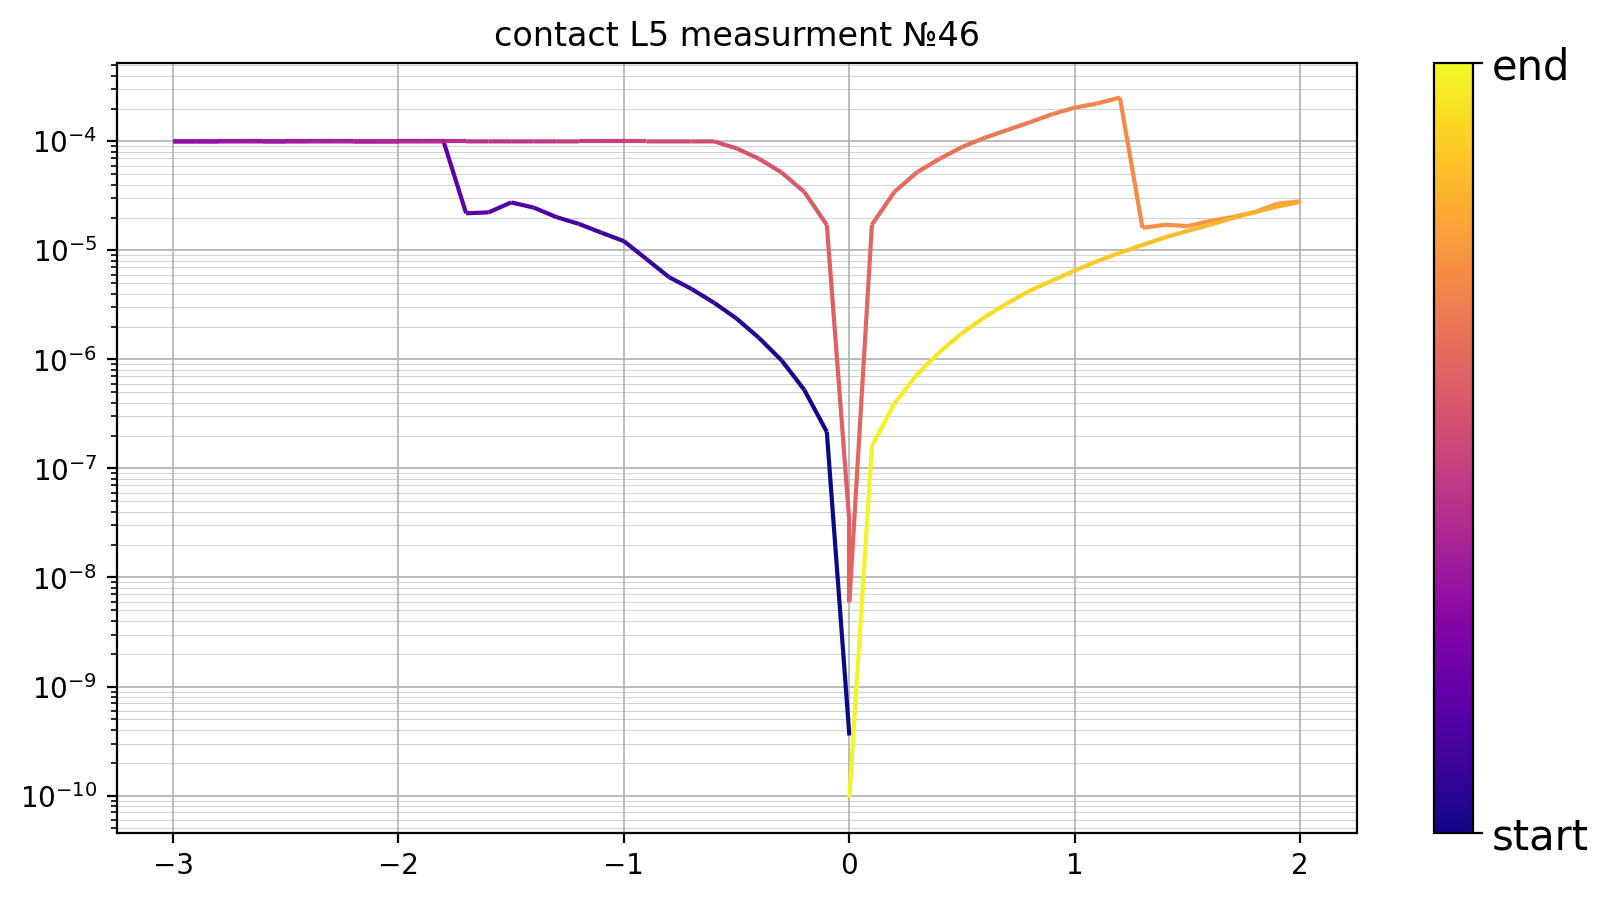 contact L5 measurment №46
end
10⁻⁴
10⁻⁵
10⁻⁶
10⁻⁷
10⁻⁸
10⁻⁹
10⁻¹⁰
start
−3 −2 −1 0 1 2